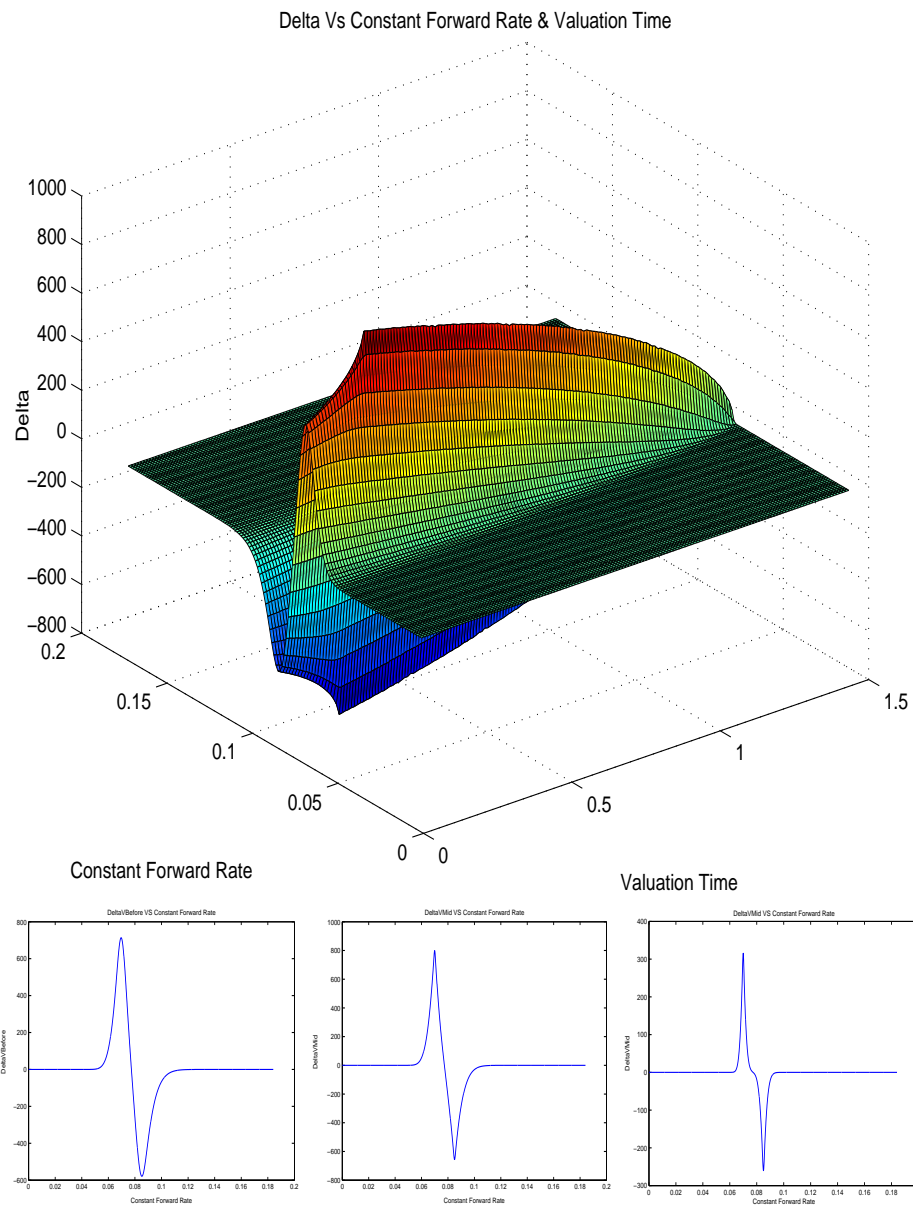 Delta Vs Constant Forward Rate & Valuation Time
1000
800
600
400
200
0
−200
−400
−600
−800
Delta
0.2
0.15
0.1
0.05
0
0
0.5
1
1.5
Constant Forward Rate
Valuation Time
DeltaVBefore VS Constant Forward Rate
800
600
400
200
0
−200
−400
−600
DeltaVBefore
0 0.02 0.04 0.06 0.08 0.1 0.12 0.14 0.16 0.18 0.2
Constant Forward Rate
DeltaVMid VS Constant Forward Rate
1000
800
600
400
200
0
−200
−400
−600
−800
DeltaVMid
0 0.02 0.04 0.06 0.08 0.1 0.12 0.14 0.16 0.18 0.2
Constant Forward Rate
DeltaVMid VS Constant Forward Rate
400
300
200
100
0
−100
−200
−300
DeltaVMid
0 0.02 0.04 0.06 0.08 0.1 0.12 0.14 0.16 0.18
Constant Forward Rate